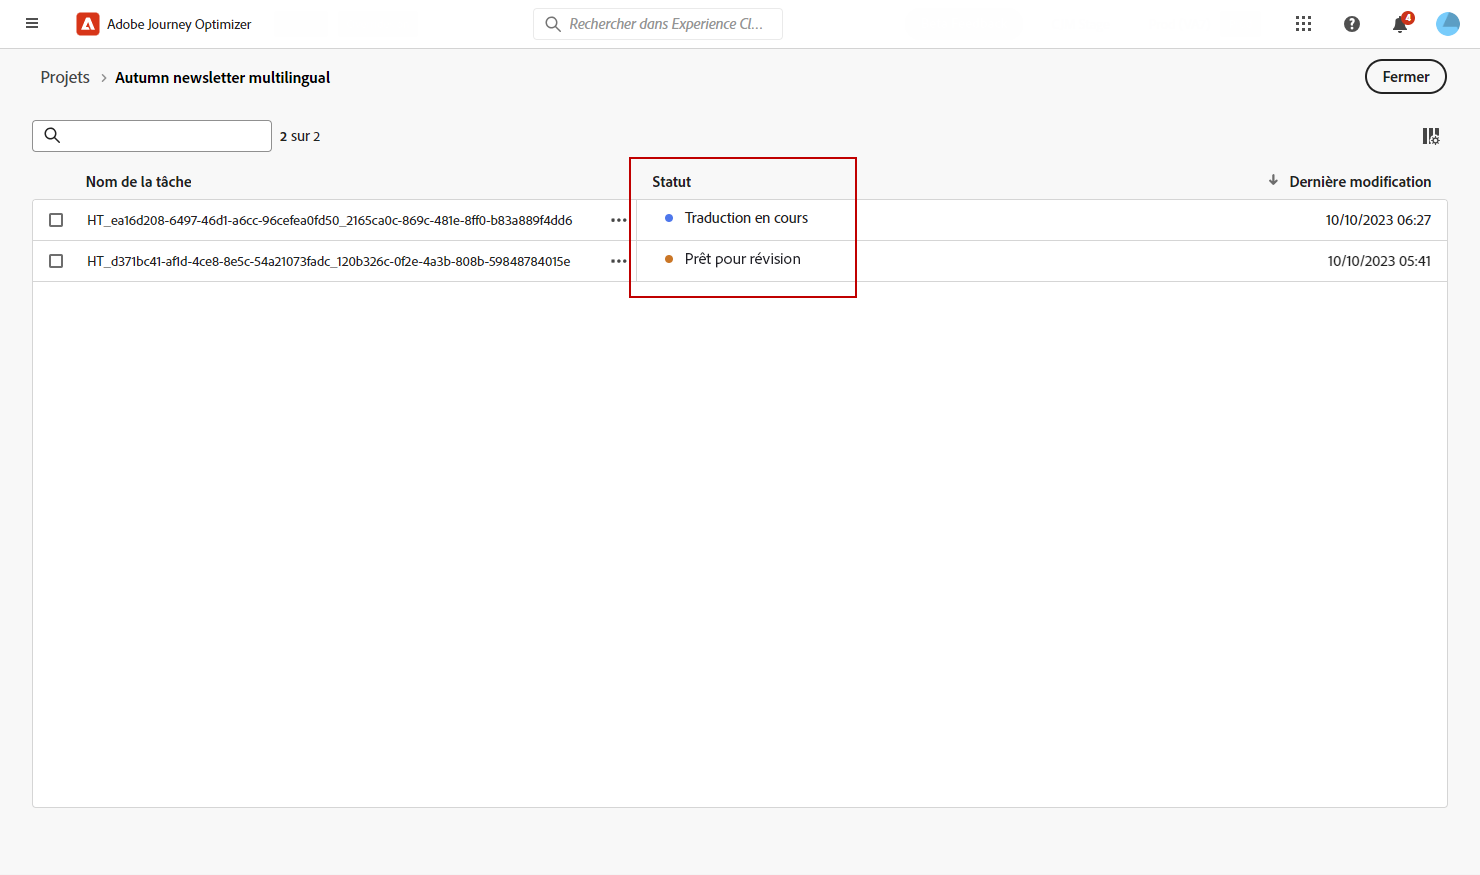 Adobe Journey Optimizer
Rechercher dans Experience Cl...
4
Projets > Autumn newsletter multilingual
Fermer
2 sur 2
Nom de la tâche Statut Dernière modification
HT_ea16d208-6497-46d1-a6cc-96cefea0fd50_2165ca0c-869c-481e-8ff0-b83a889f4dd6 Traduction en cours 10/10/2023 06:27
HT_d371bc41-af1d-4ce8-8e5c-54a21073fadc_120b326c-0f2e-4a3b-808b-59848784015e Prêt pour révision 10/10/2023 05:41